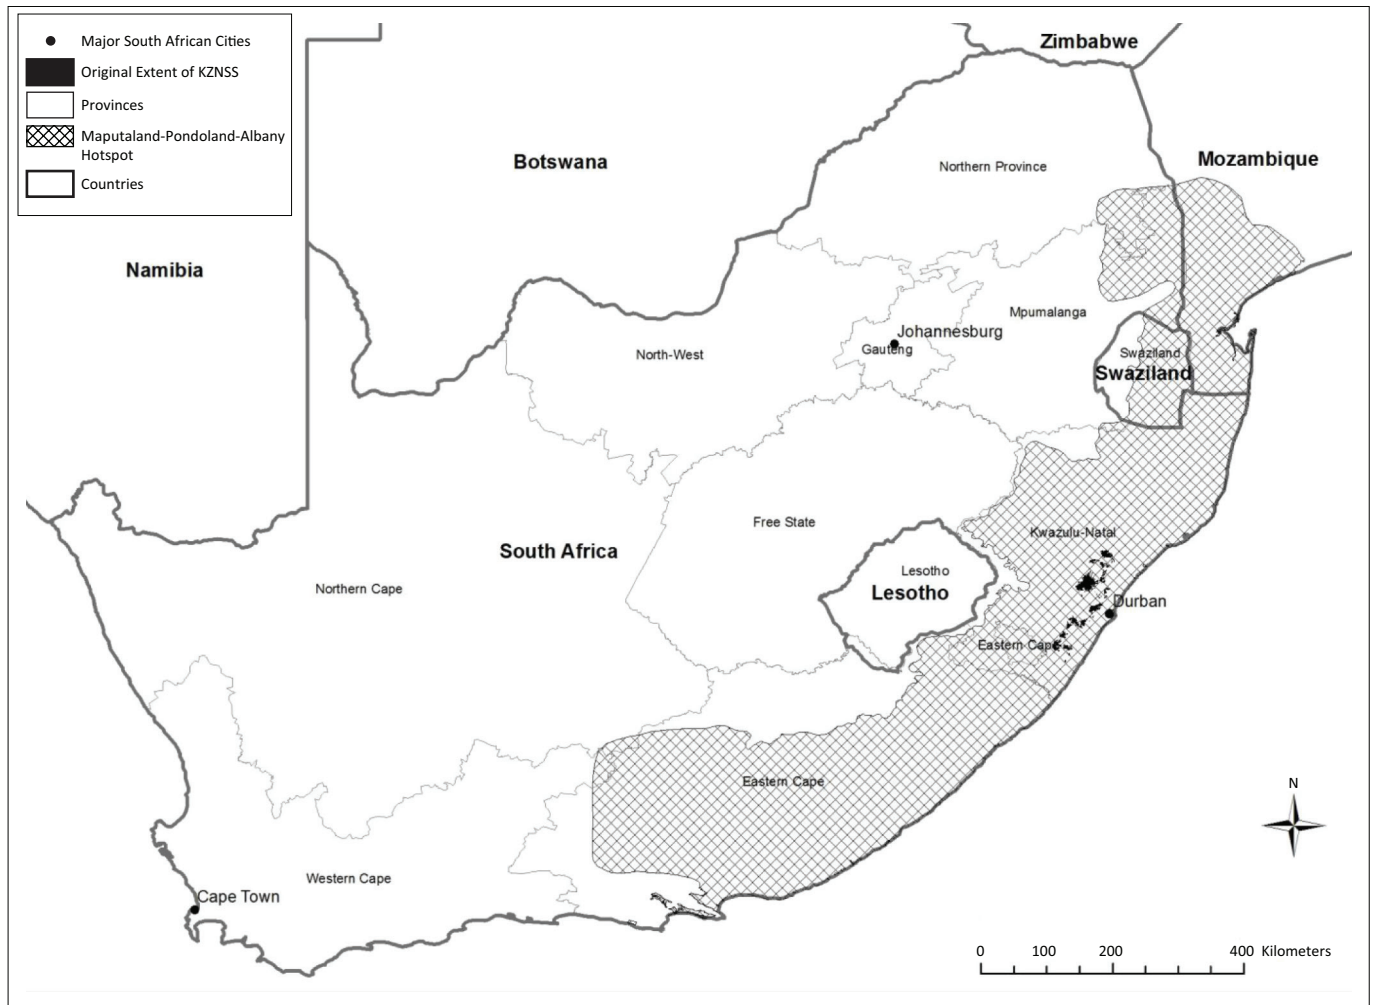 Major South African Cities
Original Extent of KZNSS
Provinces
Maputaland-Pondoland-Albany
Hotspot
Countries
Zimbabwe
Botswana
Northern Province
Mozambique
Namibia
Mpumalanga
Johannesburg
Gauteng
North-West
Swaziland
Swaziland
Free State
Kwazulu-Natal
South Africa
Lesotho
Lesotho
Northern Cape
Durban
Eastern Cape
Eastern Cape
N
Western Cape
Cape Town
0 100 200 400 Kilometers